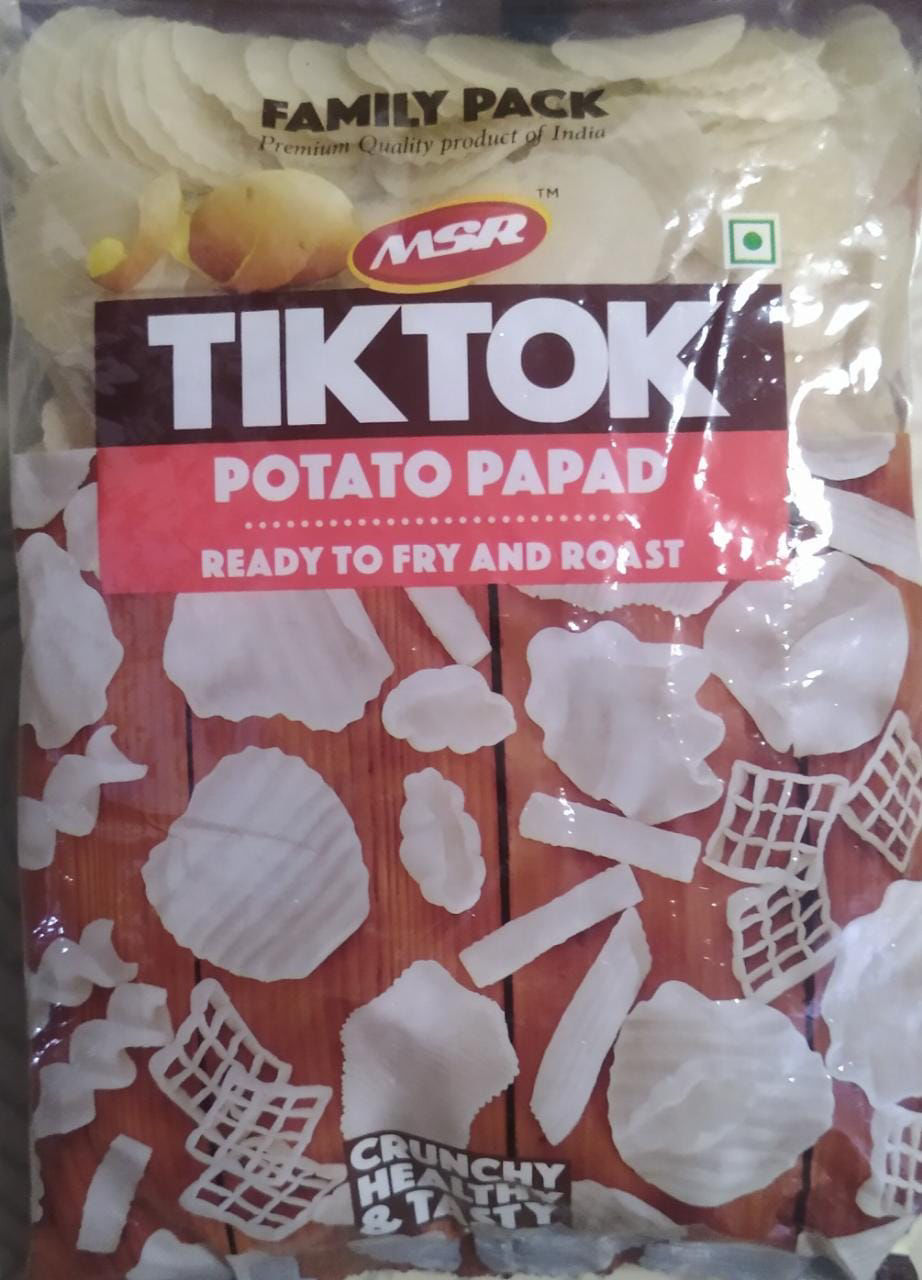 FAMILY PACK
Premium Quality product of India
MSR TM
TIKTOK
POTATO PAPAD
READY TO FRY AND ROAST
CRUNCHY
HEALTHY
& TASTY